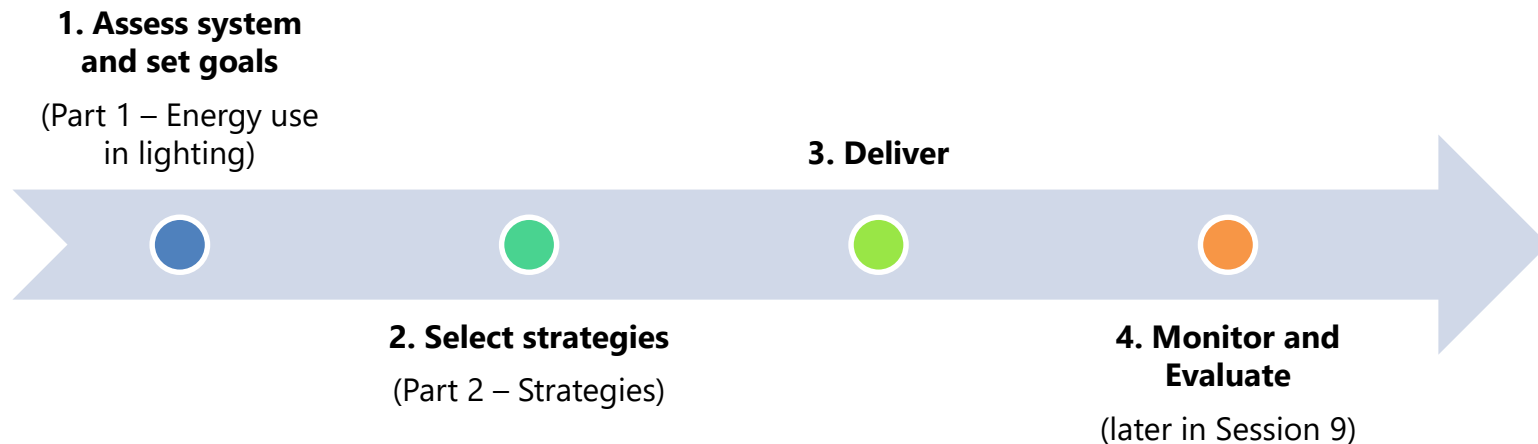 1. Assess system
and set goals
(Part 1 – Energy use
in lighting)
2. Select strategies
(Part 2 – Strategies)
3. Deliver
4. Monitor and
Evaluate
(later in Session 9)